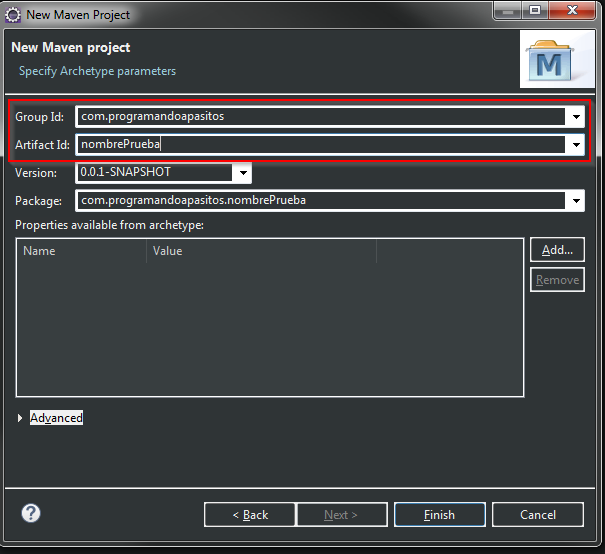 New Maven Project
New Maven project
Specify Archetype parameters
M
Group Id: com.programandoapasitos
Artifact Id: nombrePrueba
Version: 0.0.1-SNAPSHOT
Package: com.programandoapasitos.nombrePrueba
Properties available from archetype:
Name Value
Add...
Remove
Advanced
? < Back Next > Finish Cancel